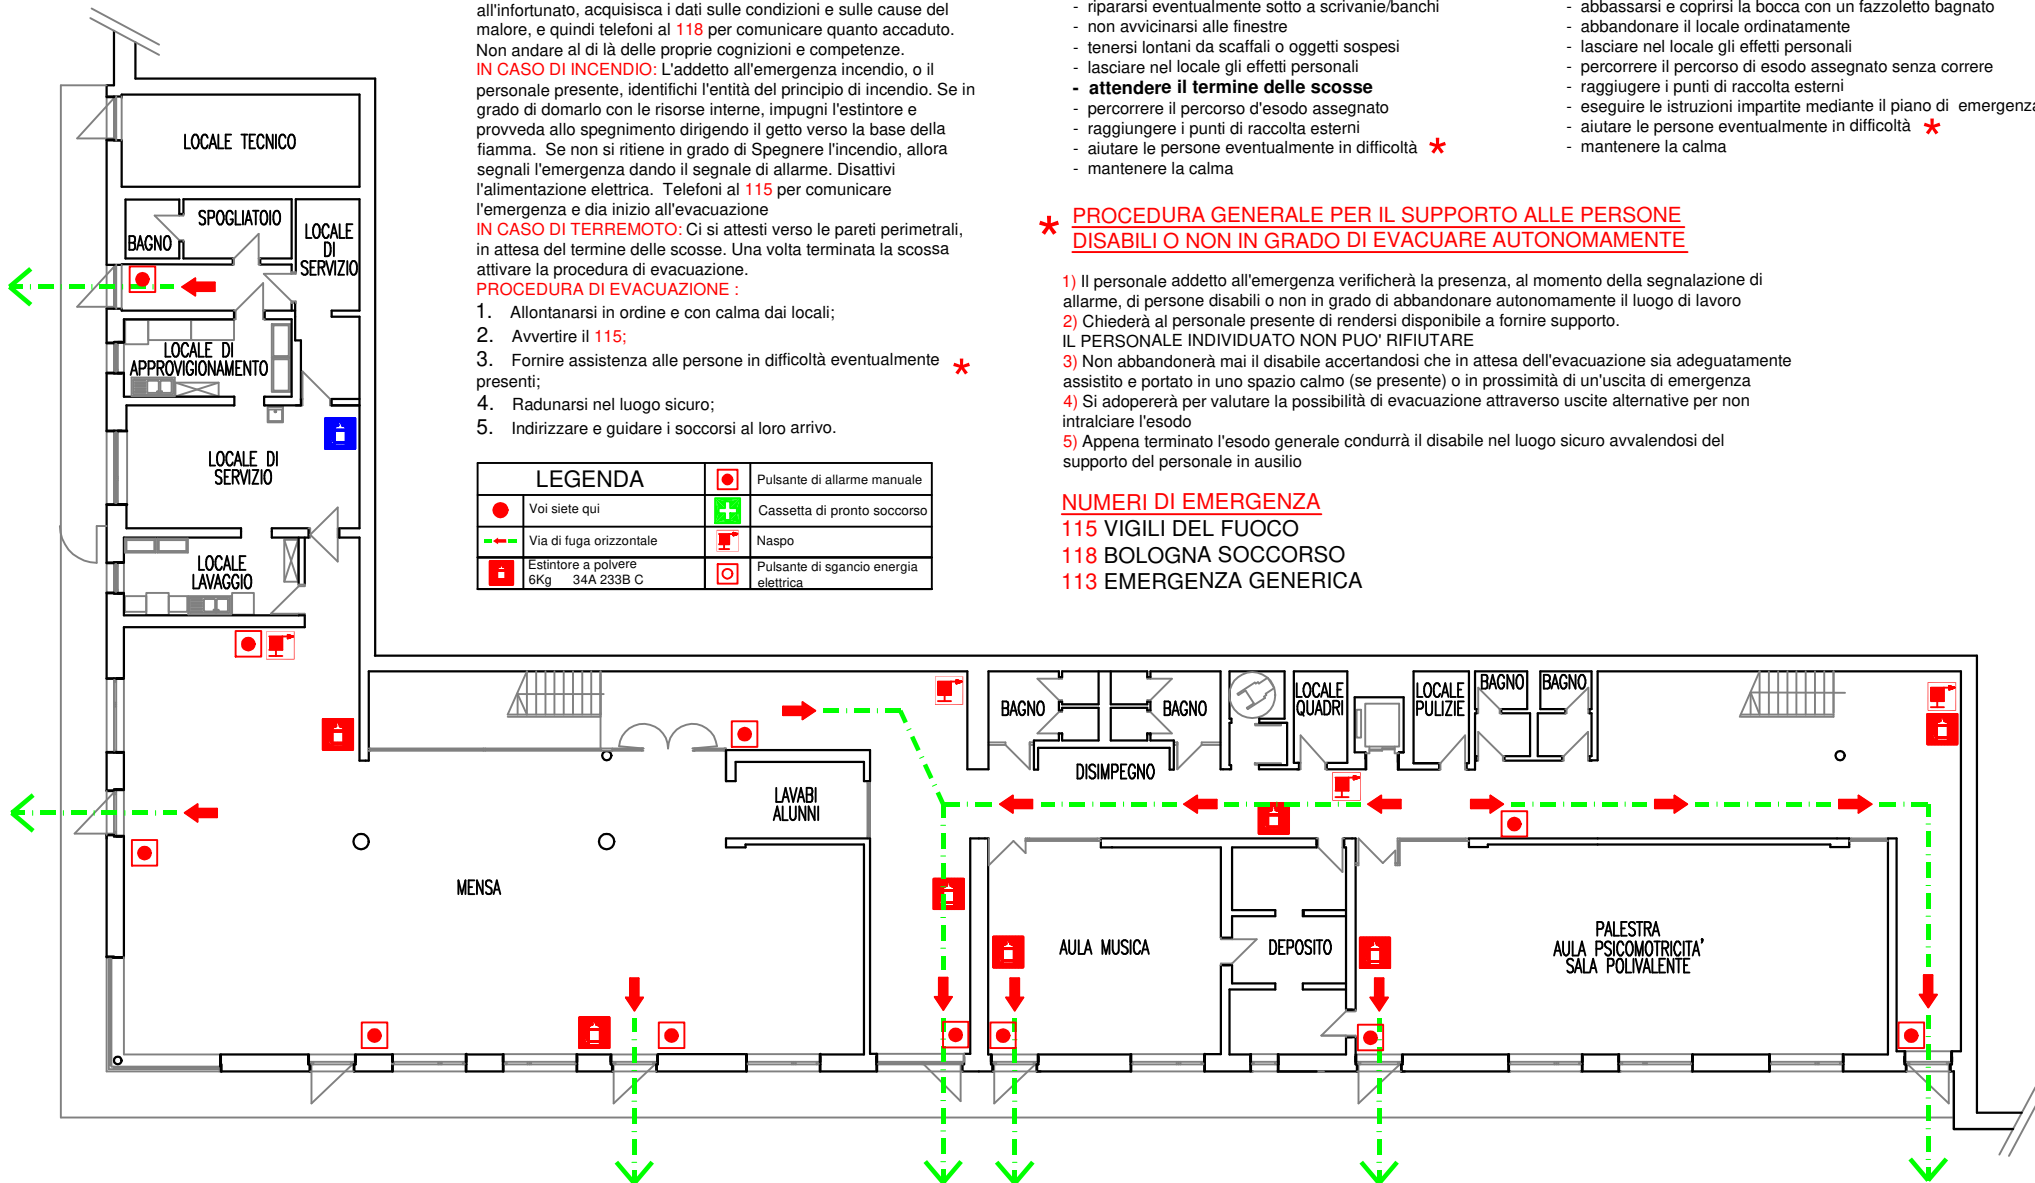 all'infortunato, acquisisca i dati sulle condizioni e sulle cause del
malore, e quindi telefoni al 118 per comunicare quanto accaduto.
Non andare al di là delle proprie cognizioni e competenze.
IN CASO DI INCENDIO: L'addetto all'emergenza incendio, o il
personale presente, identifichi l'entità del principio di incendio. Se in
grado di domarlo con le risorse interne, impugni l'estintore e
provveda allo spegnimento dirigendo il getto verso la base della
fiamma. Se non si ritiene in grado di Spegnere l'incendio, allora
segnali l'emergenza dando il segnale di allarme. Disattivi
l'alimentazione elettrica. Telefoni al 115 per comunicare
l'emergenza e dia inizio all'evacuazione
IN CASO DI TERREMOTO: Ci si attesti verso le pareti perimetrali,
in attesa del termine delle scosse. Una volta terminata la scossa
attivare la procedura di evacuazione.
PROCEDURA DI EVACUAZIONE :
1. Allontanarsi in ordine e con calma dai locali;
2. Avvertire il 115;
3. Fornire assistenza alle persone in difficoltà eventualmente *
presenti;
4. Radunarsi nel luogo sicuro;
5. Indirizzare e guidare i soccorsi al loro arrivo.
- ripararsi eventualmente sotto a scrivanie/banchi
- non avvicinarsi alle finestre
- tenersi lontani da scaffali o oggetti sospesi
- lasciare nel locale gli effetti personali
- attendere il termine delle scosse
- percorrere il percorso d'esodo assegnato
- raggiungere i punti di raccolta esterni
- aiutare le persone eventualmente in difficoltà *
- mantenere la calma
- abbassarsi e coprirsi la bocca con un fazzoletto bagnato
- abbandonare il locale ordinatamente
- lasciare nel locale gli effetti personali
- percorrere il percorso di esodo assegnato senza correre
- raggiugere i punti di raccolta esterni
- eseguire le istruzioni impartite mediante il piano di emergenza
- aiutare le persone eventualmente in difficoltà *
- mantenere la calma
* PROCEDURA GENERALE PER IL SUPPORTO ALLE PERSONE
DISABILI O NON IN GRADO DI EVACUARE AUTONOMAMENTE
1) Il personale addetto all'emergenza verificherà la presenza, al momento della segnalazione di
allarme, di persone disabili o non in grado di abbandonare autonomamente il luogo di lavoro
2) Chiederà al personale presente di rendersi disponibile a fornire supporto.
IL PERSONALE INDIVIDUATO NON PUO' RIFIUTARE
3) Non abbandonerà mai il disabile accertandosi che in attesa dell'evacuazione sia adeguatamente
assistito e portato in uno spazio calmo (se presente) o in prossimità di un'uscita di emergenza
4) Si adopererà per valutare la possibilità di evacuazione attraverso uscite alternative per non
intralciare l'esodo
5) Appena terminato l'esodo generale condurrà il disabile nel luogo sicuro avvalendosi del
supporto del personale in ausilio
NUMERI DI EMERGENZA
115 VIGILI DEL FUOCO
118 BOLOGNA SOCCORSO
113 EMERGENZA GENERICA
LEGENDA
Voi siete qui
Via di fuga orizzontale
Estintore a polvere
6Kg 34A 233B C
Pulsante di allarme manuale
Cassetta di pronto soccorso
Naspo
Pulsante di sgancio energia
elettrica
LOCALE TECNICO
SPOGLIATOIO
BAGNO
LOCALE
DI
SERVIZIO
LOCALE DI
APPROVIGIONAMENTO
LOCALE DI
SERVIZIO
LOCALE
LAVAGGIO
MENSA
LAVABI
ALUNNI
BAGNO
BAGNO
DISIMPEGNO
LOCALE
QUADRI
LOCALE
PULIZIE
BAGNO
BAGNO
AULA MUSICA
DEPOSITO
PALESTRA
AULA PSICOMOTRICITA'
SALA POLIVALENTE